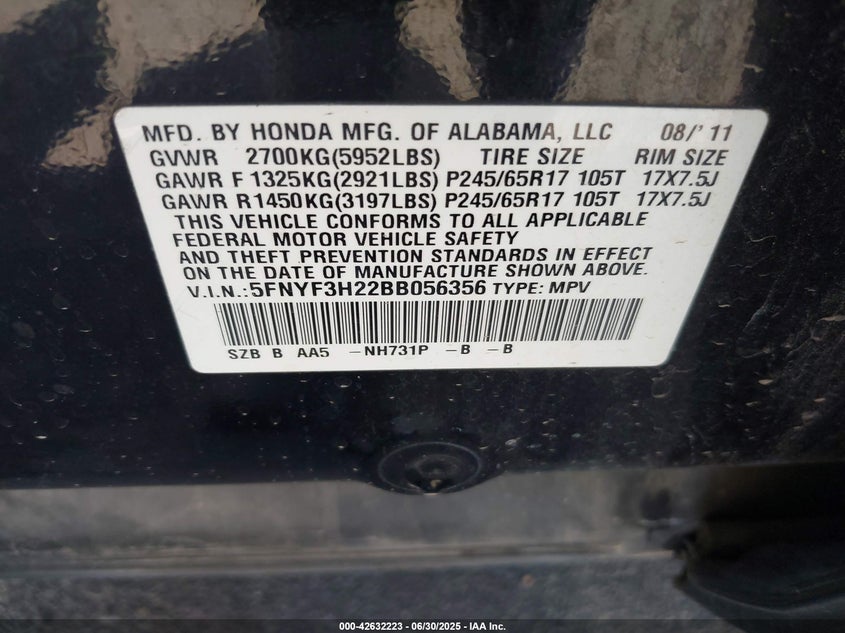 MFD. BY HONDA MFG. OF ALABAMA, LLC 08/'11
GVWR 2700KG(5952LBS) TIRE SIZE RIM SIZE
GAWR F 1325KG(2921LBS) P245/65R17 105T 17X7.5J
GAWR R 1450KG(3197LBS) P245/65R17 105T 17X7.5J
THIS VEHICLE CONFORMS TO ALL APPLICABLE
FEDERAL MOTOR VEHICLE SAFETY
AND THEFT PREVENTION STANDARDS IN EFFECT
ON THE DATE OF MANUFACTURE SHOWN ABOVE.
V.I.N.:5FNYF3H22BB056356 TYPE: MPV
SZB B AA5 -NH731P -B -B
000-42632223 - 06/30/2025 - IAA Inc.